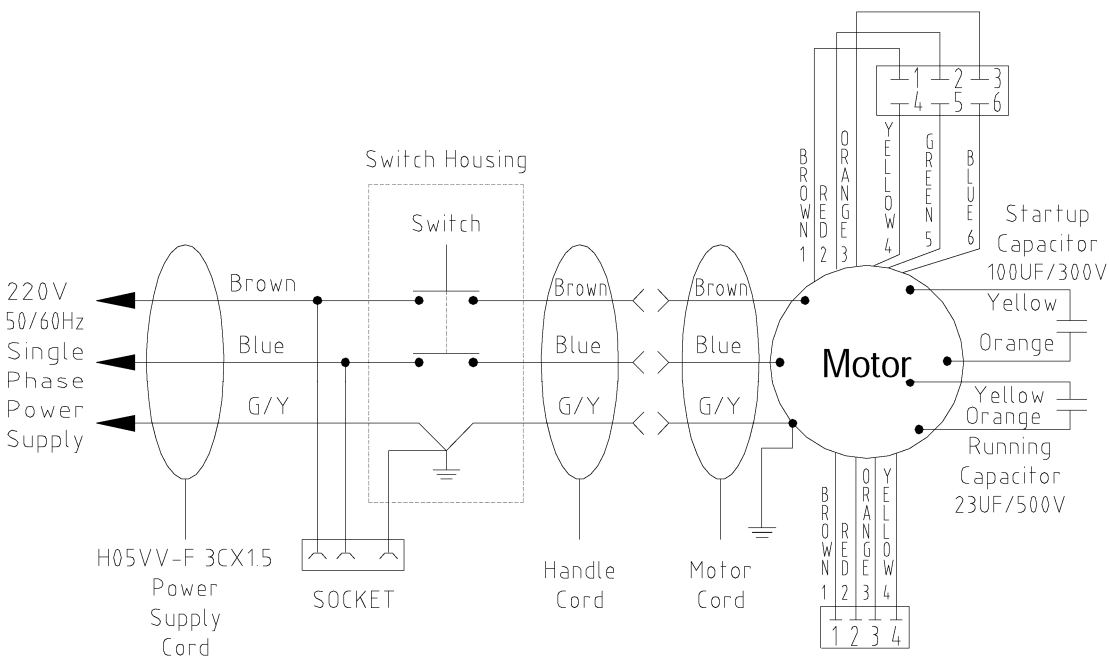 220V
50/60Hz
Single
Phase
Power
Supply
Brown
Blue
G/Y
H05VV-F 3CX1.5
Power
Supply
Cord
Switch Housing
Switch
SOCKET
Brown
Blue
G/Y
Handle
Cord
Brown
Blue
G/Y
Motor
Cord
Motor
1 2 3
4 5 6
BROWN 1
RED 2
ORANGE 3
YELLOW 4
GREEN 5
BLUE 6
Startup
Capacitor
100UF/300V
Yellow
Orange
Yellow
Orange
Running
Capacitor
23UF/500V
BROWN 1
RED 2
ORANGE 3
YELLOW 4
1 2 3 4